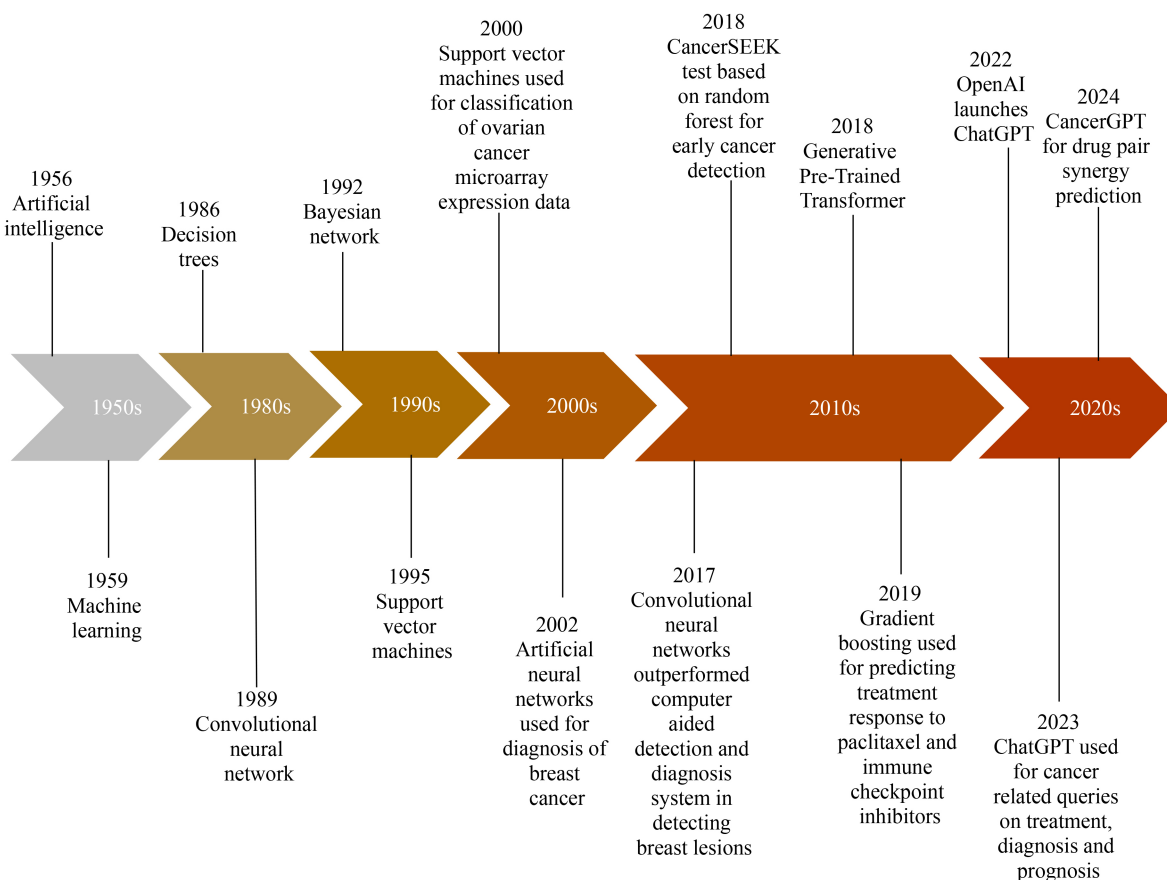 1956
Artificial
intelligence
1986
Decision
trees
1992
Bayesian
network
2000
Support vector
machines used
for classification
of ovarian
cancer
microarray
expression data
2018
CancerSEEK
test based
on random
forest for
early cancer
detection
2018
Generative
Pre-Trained
Transformer
2022
OpenAI
launches
ChatGPT
2024
CancerGPT
for drug pair
synergy
prediction
1950s
1980s
1990s
2000s
2010s
2020s
1959
Machine
learning
1989
Convolutional
neural
network
1995
Support
vector
machines
2002
Artificial
neural
networks
used for
diagnosis of
breast
cancer
2017
Convolutional
neural
networks
outperformed
computer
aided
detection and
diagnosis
system in
detecting
breast lesions
2019
Gradient
boosting used
for predicting
treatment
response to
paclitaxel and
immune
checkpoint
inhibitors
2023
ChatGPT used
for cancer
related queries
on treatment,
diagnosis and
prognosis